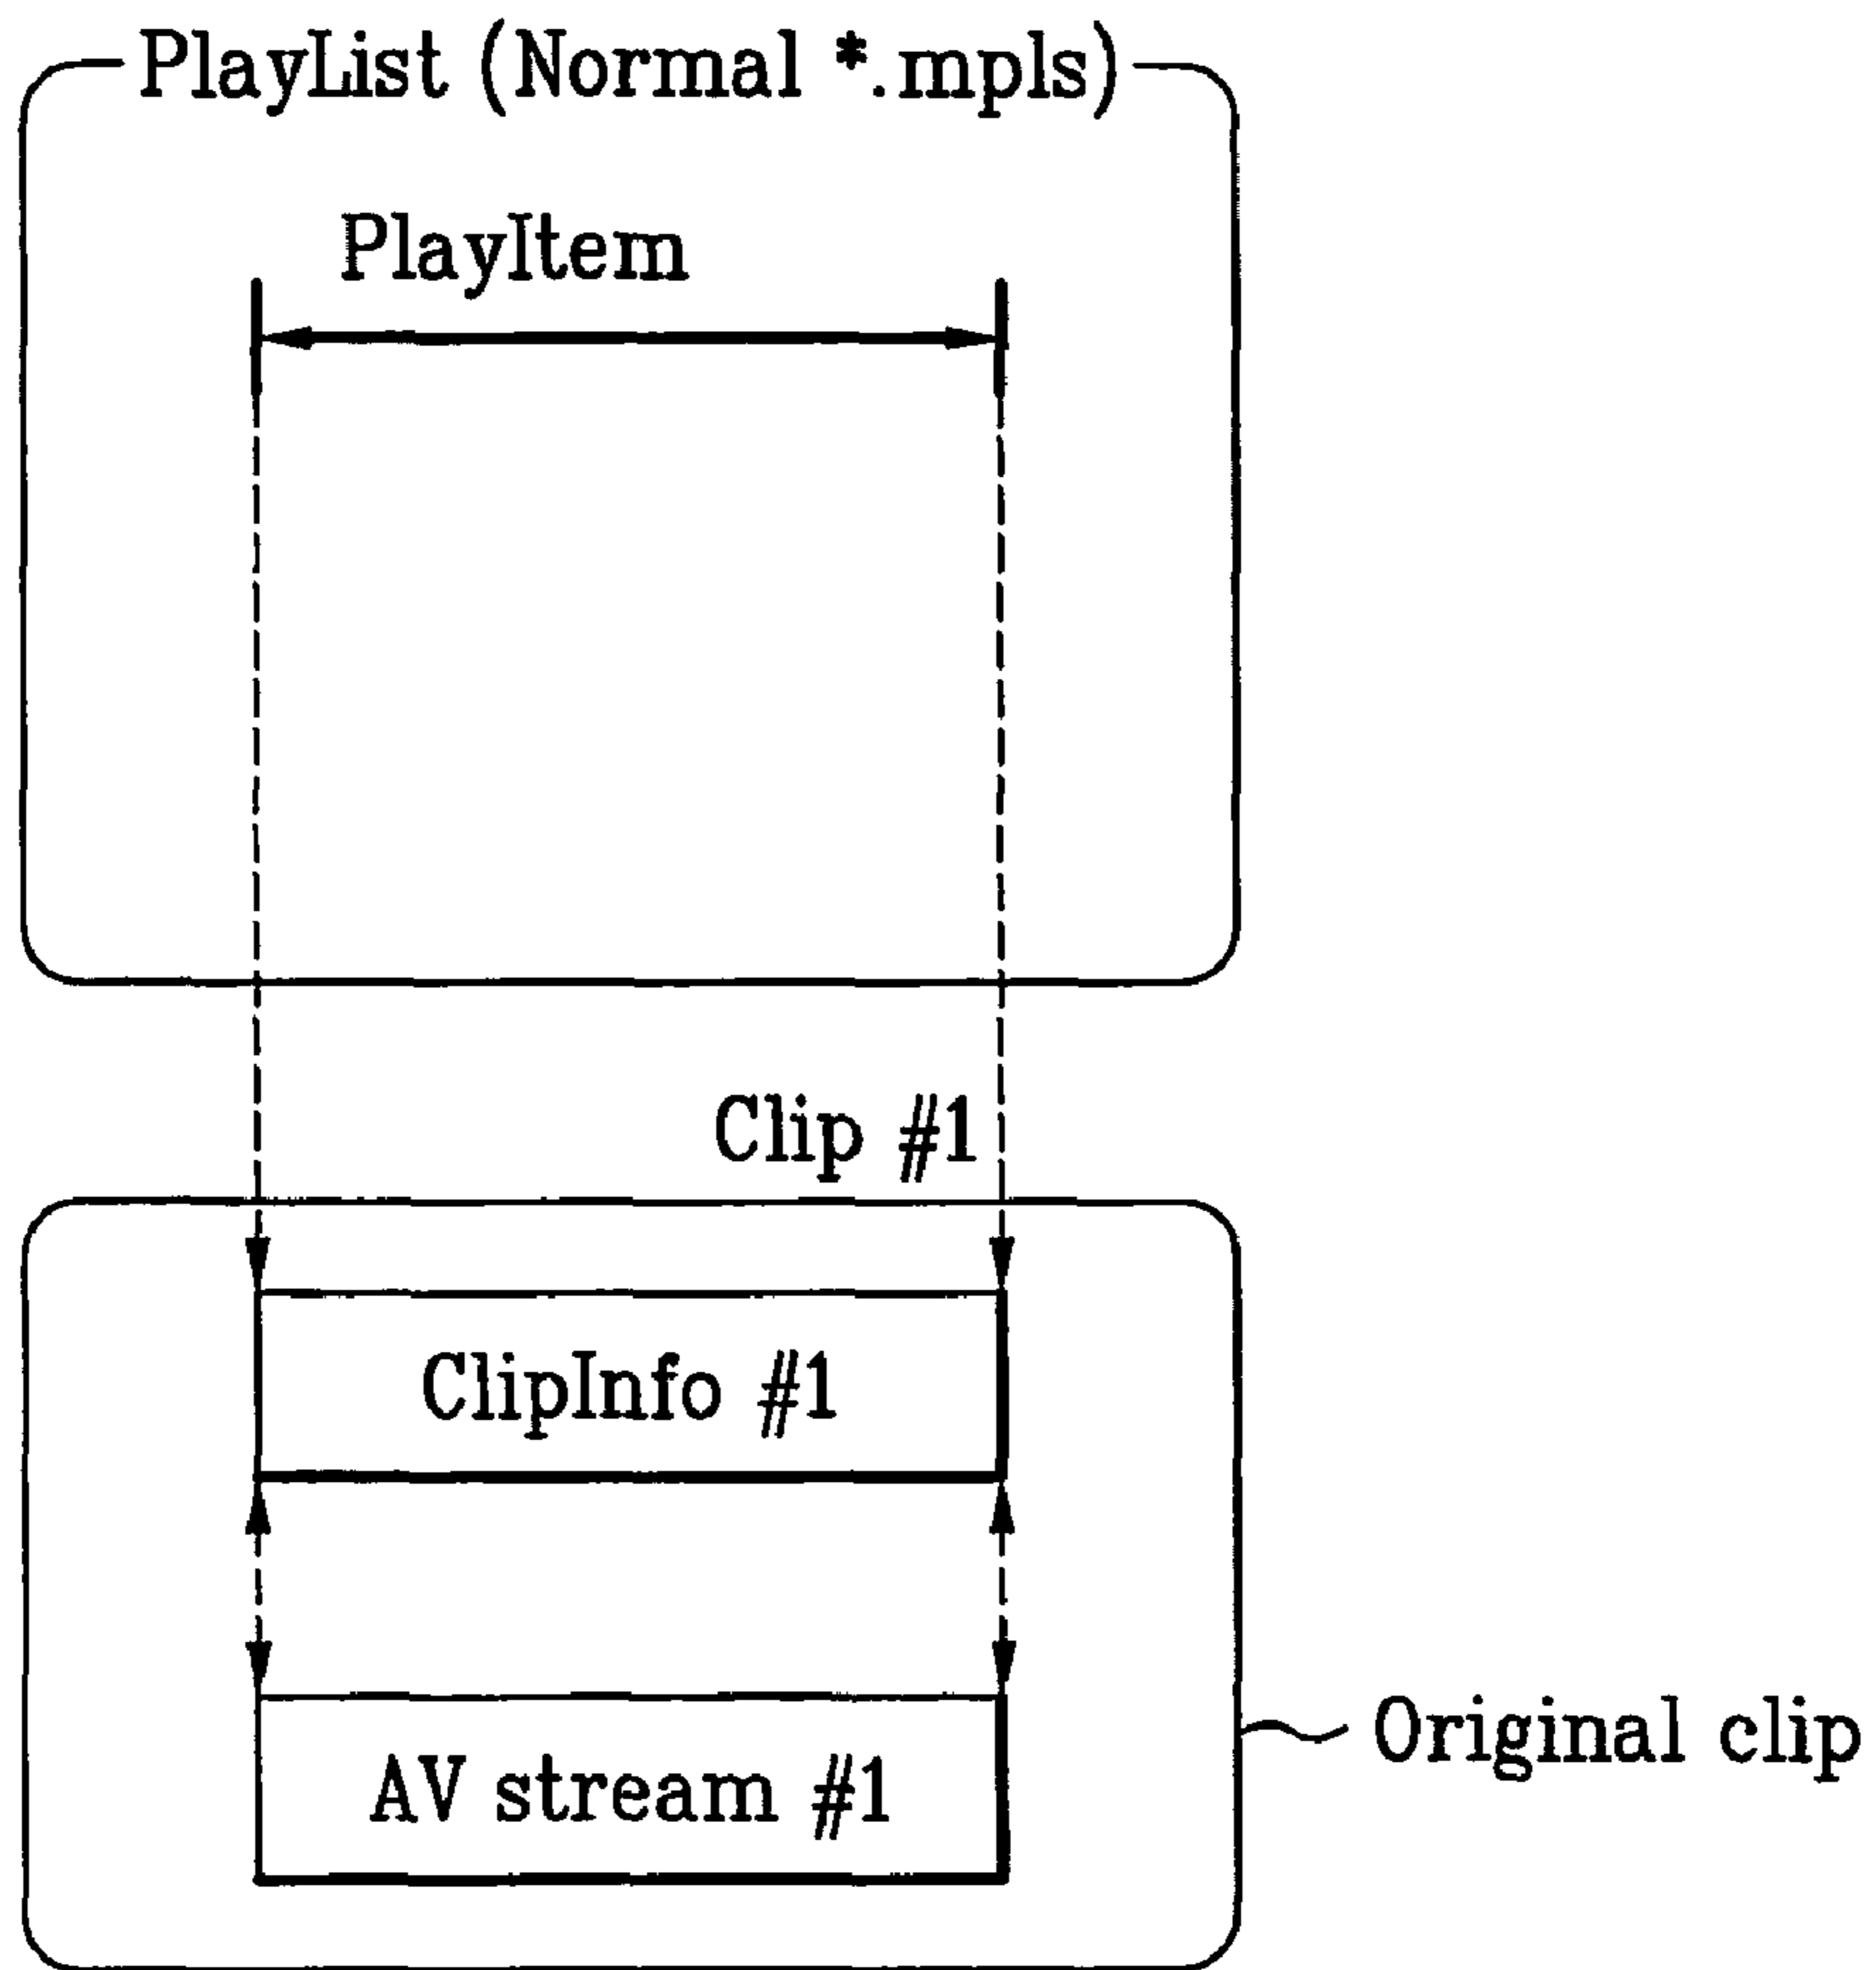 PlayList (Normal *.mpls)
PlayItem
Clip #1
ClipInfo #1
AV stream #1
Original clip